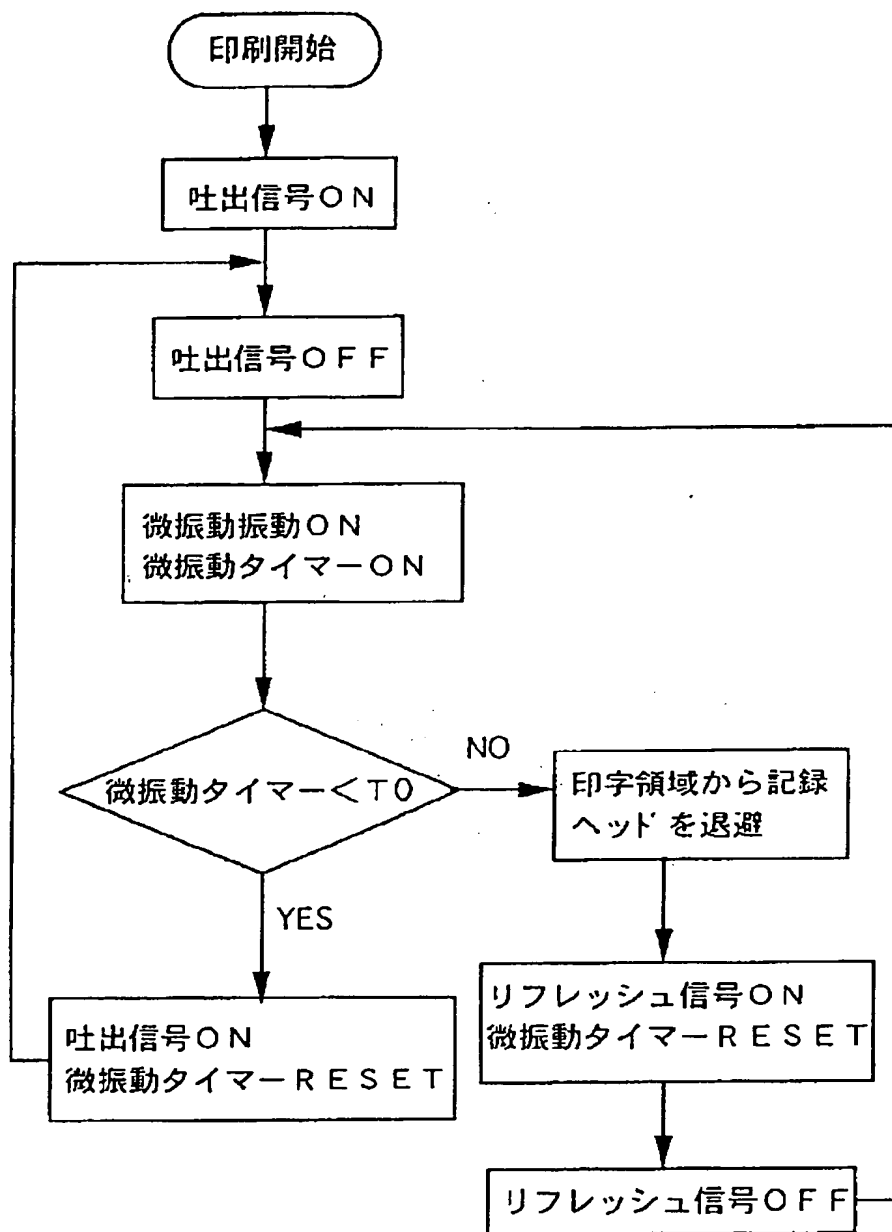 印刷開始
吐出信号ON
吐出信号OFF
微振動振動ON
微振動タイマーON
微振動タイマー<T0
NO
YES
印字領域から記録
ヘッドを退避
吐出信号ON
微振動タイマーRESET
リフレッシュ信号ON
微振動タイマーRESET
リフレッシュ信号OFF